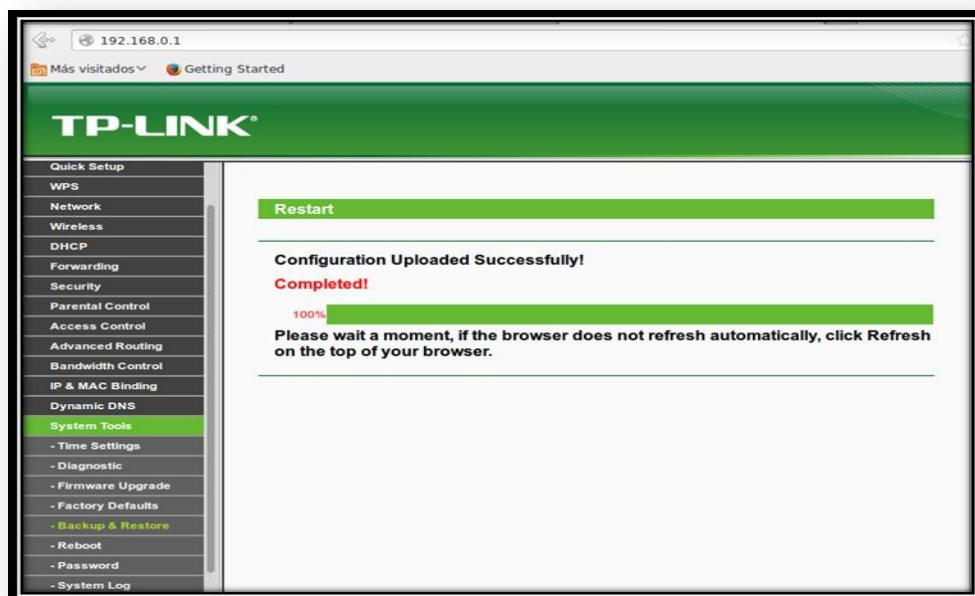 192.168.0.1
Más visitados Getting Started
TP-LINK®
Quick Setup
WPS
Network
Wireless
DHCP
Forwarding
Security
Parental Control
Access Control
Advanced Routing
Bandwidth Control
IP & MAC Binding
Dynamic DNS
System Tools
- Time Settings
- Diagnostic
- Firmware Upgrade
- Factory Defaults
- Backup & Restore
- Reboot
- Password
- System Log
Restart
Configuration Uploaded Successfully!
Completed!
100%
Please wait a moment, if the browser does not refresh automatically, click Refresh
on the top of your browser.